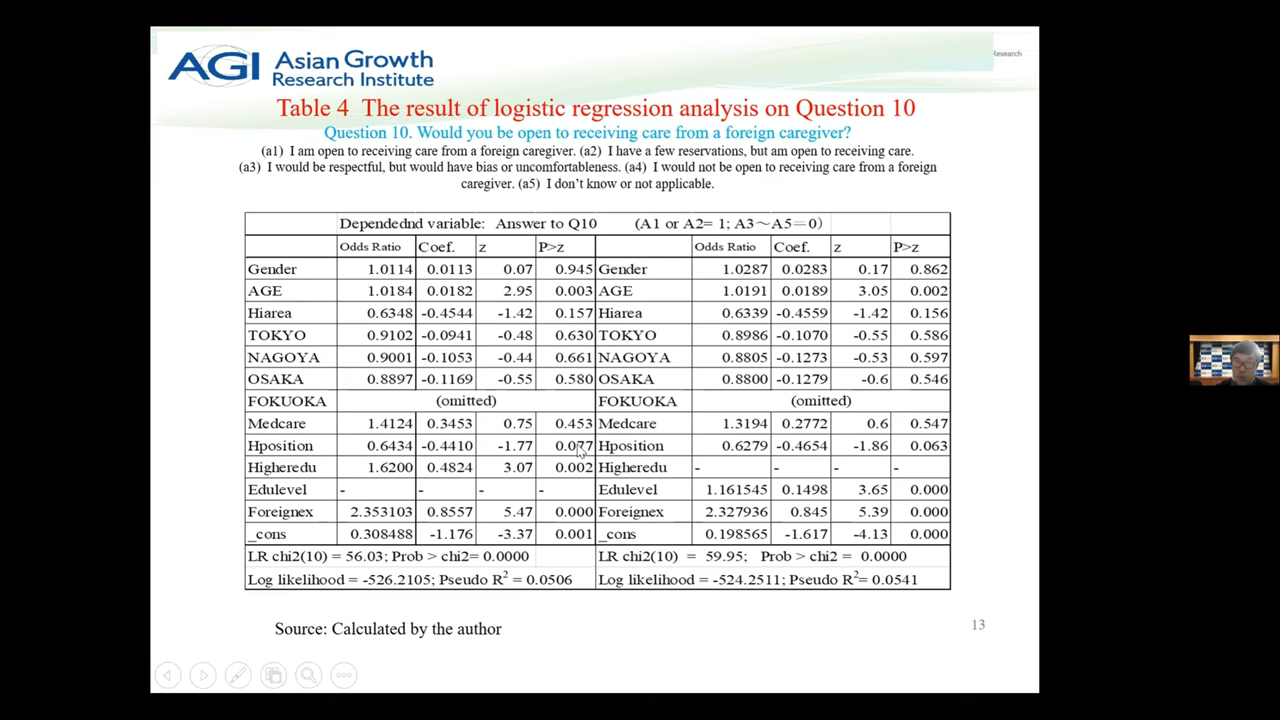 AGI Asian Growth
Research Institute
Research
Table 4 The result of logistic regression analysis on Question 10
Question 10. Would you be open to receiving care from a foreign caregiver?
(a1) I am open to receiving care from a foreign caregiver. (a2) I have a few reservations, but am open to receiving care.
(a3) I would be respectful, but would have bias or uncomfortableness. (a4) I would not be open to receiving care from a foreign
caregiver. (a5) I don't know or not applicable.
Dependednd variable: Answer to Q10 (A1 or A2= 1; A3～A5=0)
Odds Ratio Coef. z P>z Odds Ratio Coef. z P>z
Gender 1.0114 0.0113 0.07 0.945 Gender 1.0287 0.0283 0.17 0.862
AGE 1.0184 0.0182 2.95 0.003 AGE 1.0191 0.0189 3.05 0.002
Hiarea 0.6348 -0.4544 -1.42 0.157 Hiarea 0.6339 -0.4559 -1.42 0.156
TOKYO 0.9102 -0.0941 -0.48 0.630 TOKYO 0.8986 -0.1070 -0.55 0.586
NAGOYA 0.9001 -0.1053 -0.44 0.661 NAGOYA 0.8805 -0.1273 -0.53 0.597
OSAKA 0.8897 -0.1169 -0.55 0.580 OSAKA 0.8800 -0.1279 -0.6 0.546
FOKUOKA (omitted) FOKUOKA (omitted)
Medcare 1.4124 0.3453 0.75 0.453 Medcare 1.3194 0.2772 0.6 0.547
Hposition 0.6434 -0.4410 -1.77 0.077 Hposition 0.6279 -0.4654 -1.86 0.063
Higheredu 1.6200 0.4824 3.07 0.002 Higheredu - - - -
Edulevel - - - - Edulevel 1.161545 0.1498 3.65 0.000
Foreignex 2.353103 0.8557 5.47 0.000 Foreignex 2.327936 0.845 5.39 0.000
_cons 0.308488 -1.176 -3.37 0.001 _cons 0.198565 -1.617 -4.13 0.000
LR chi2(10) = 56.03; Prob > chi2= 0.0000 LR chi2(10) = 59.95; Prob > chi2 = 0.0000
Log likelihood = -526.2105; Pseudo R² = 0.0506 Log likelihood = -524.2511; Pseudo R²= 0.0541
Source: Calculated by the author
13